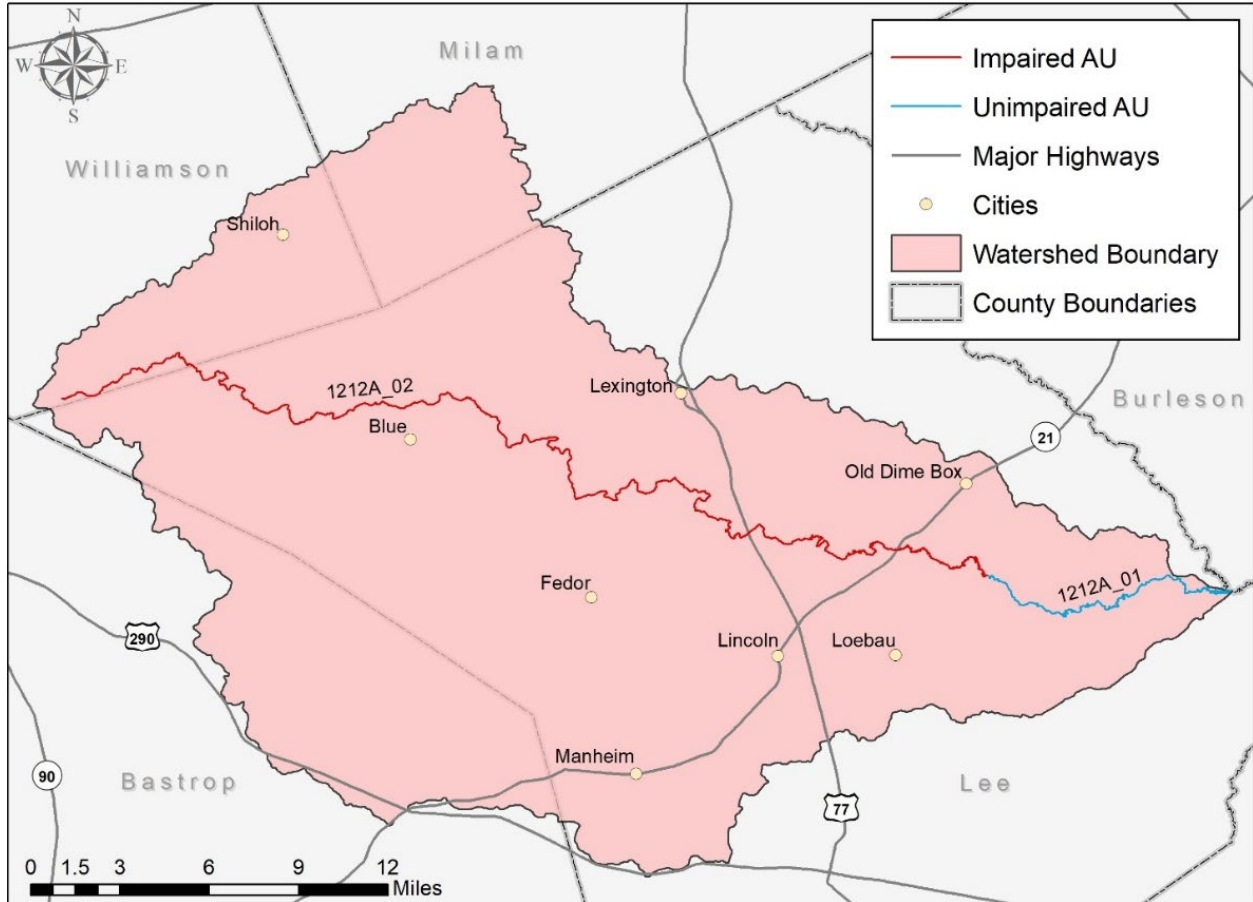 N
W E
S
Milam
Williamson
Impaired AU
Unimpaired AU
Major Highways
Cities
Watershed Boundary
County Boundaries
Shiloh
1212A_02
Blue
Lexington
Burleson
21
Old Dime Box
Fedor
1212A_01
290
Lincoln
Loebau
Manheim
90
Bastrop
Lee
77
0 1.5 3 6 9 12
Miles